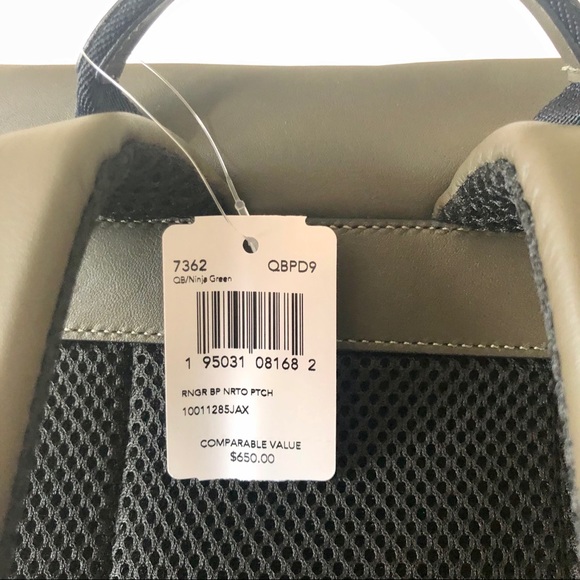 7362 QBPD9
QB/Ninja Green
1 95031 08168 2
RNGR BP NRTO PTCH
10011285JAX
COMPARABLE VALUE
$650.00